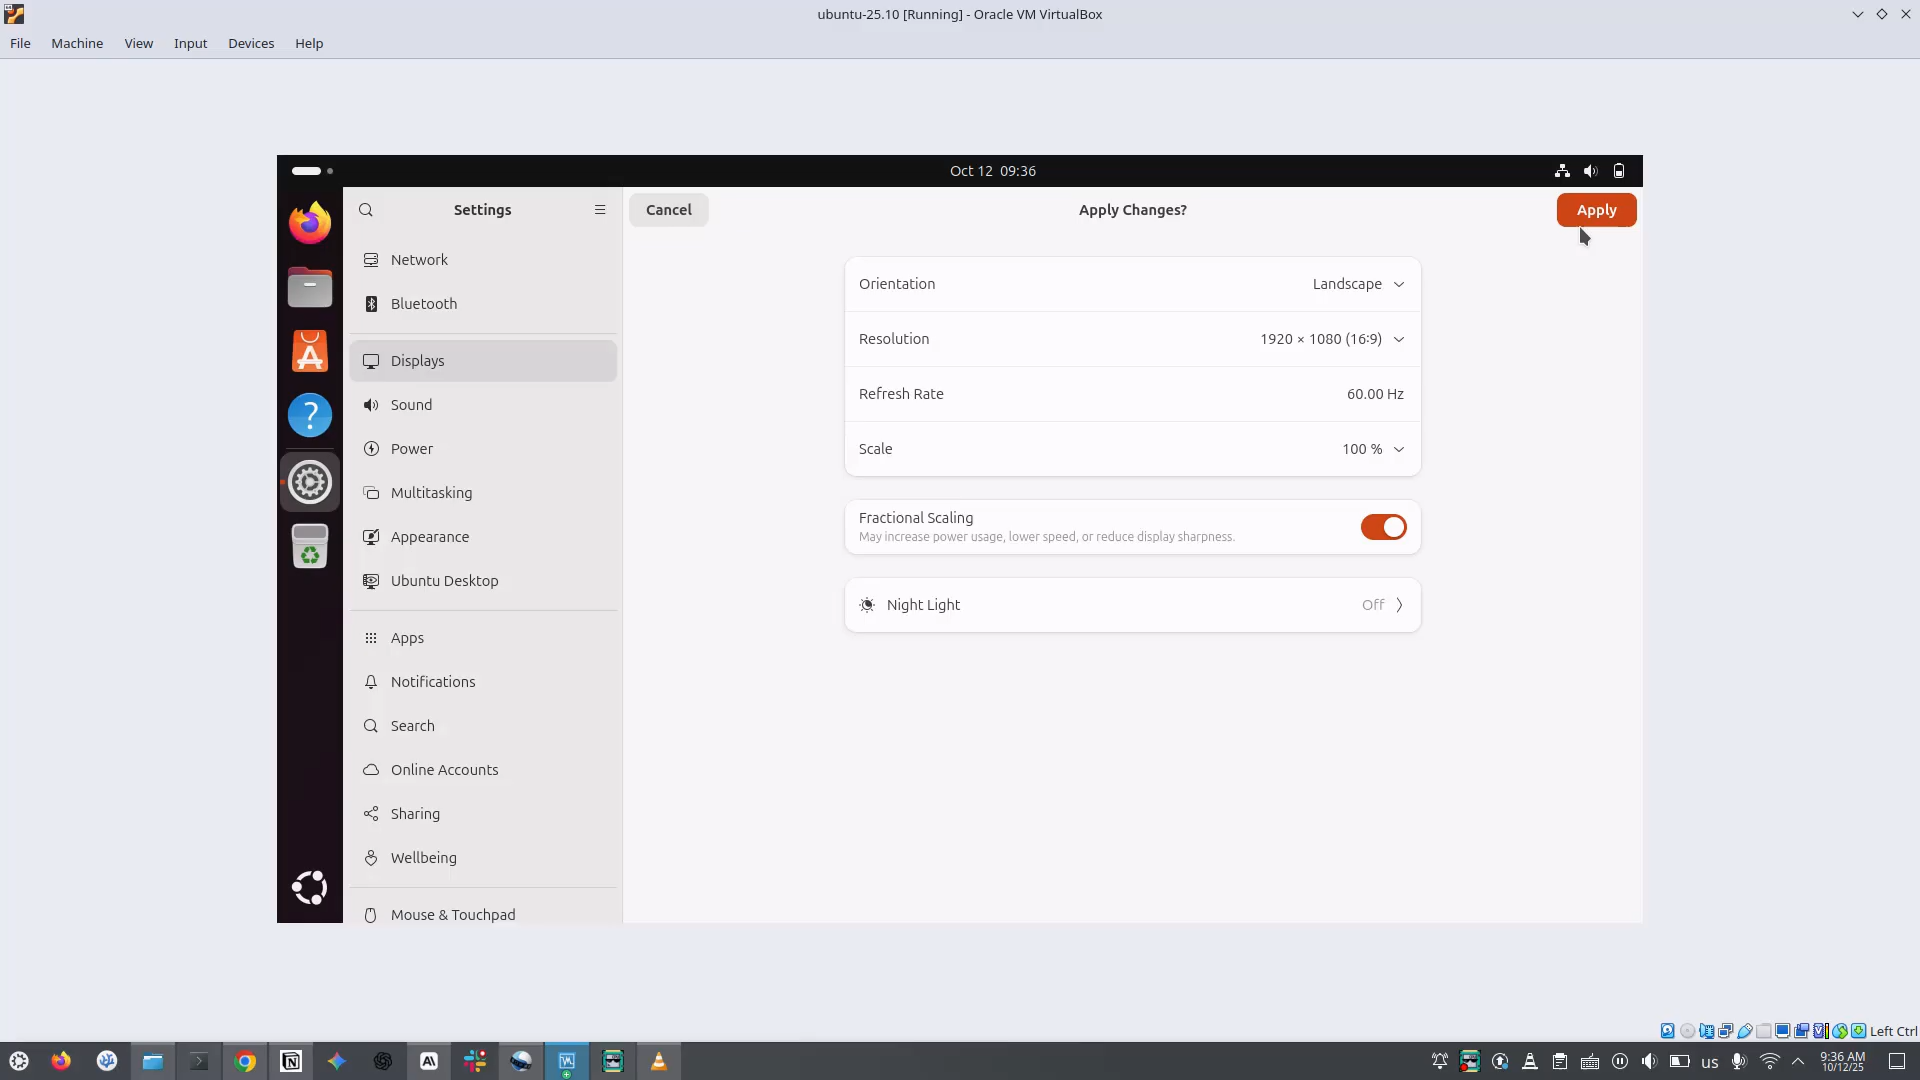 ubuntu-25.10 [Running] - Oracle VM VirtualBox
File Machine View Input Devices Help
Oct 12 09:36
Settings
Cancel
Apply Changes?
Apply
Network
Bluetooth
Displays
Sound
Power
Multitasking
Appearance
Ubuntu Desktop
Apps
Notifications
Search
Online Accounts
Sharing
Wellbeing
Mouse & Touchpad
Orientation
Landscape
Resolution
1920 × 1080 (16:9)
Refresh Rate
60.00 Hz
Scale
100 %
Fractional Scaling
May increase power usage, lower speed, or reduce display sharpness.
Night Light
Off
Left Ctrl
us
9:36 AM
10/12/25